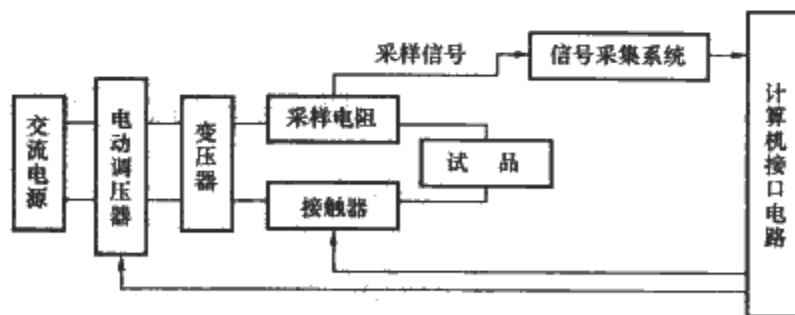 采样信号
信号采集系统
交流电源
电动调压器
变压器
采样电阻
试品
接触器
计算机接口电路